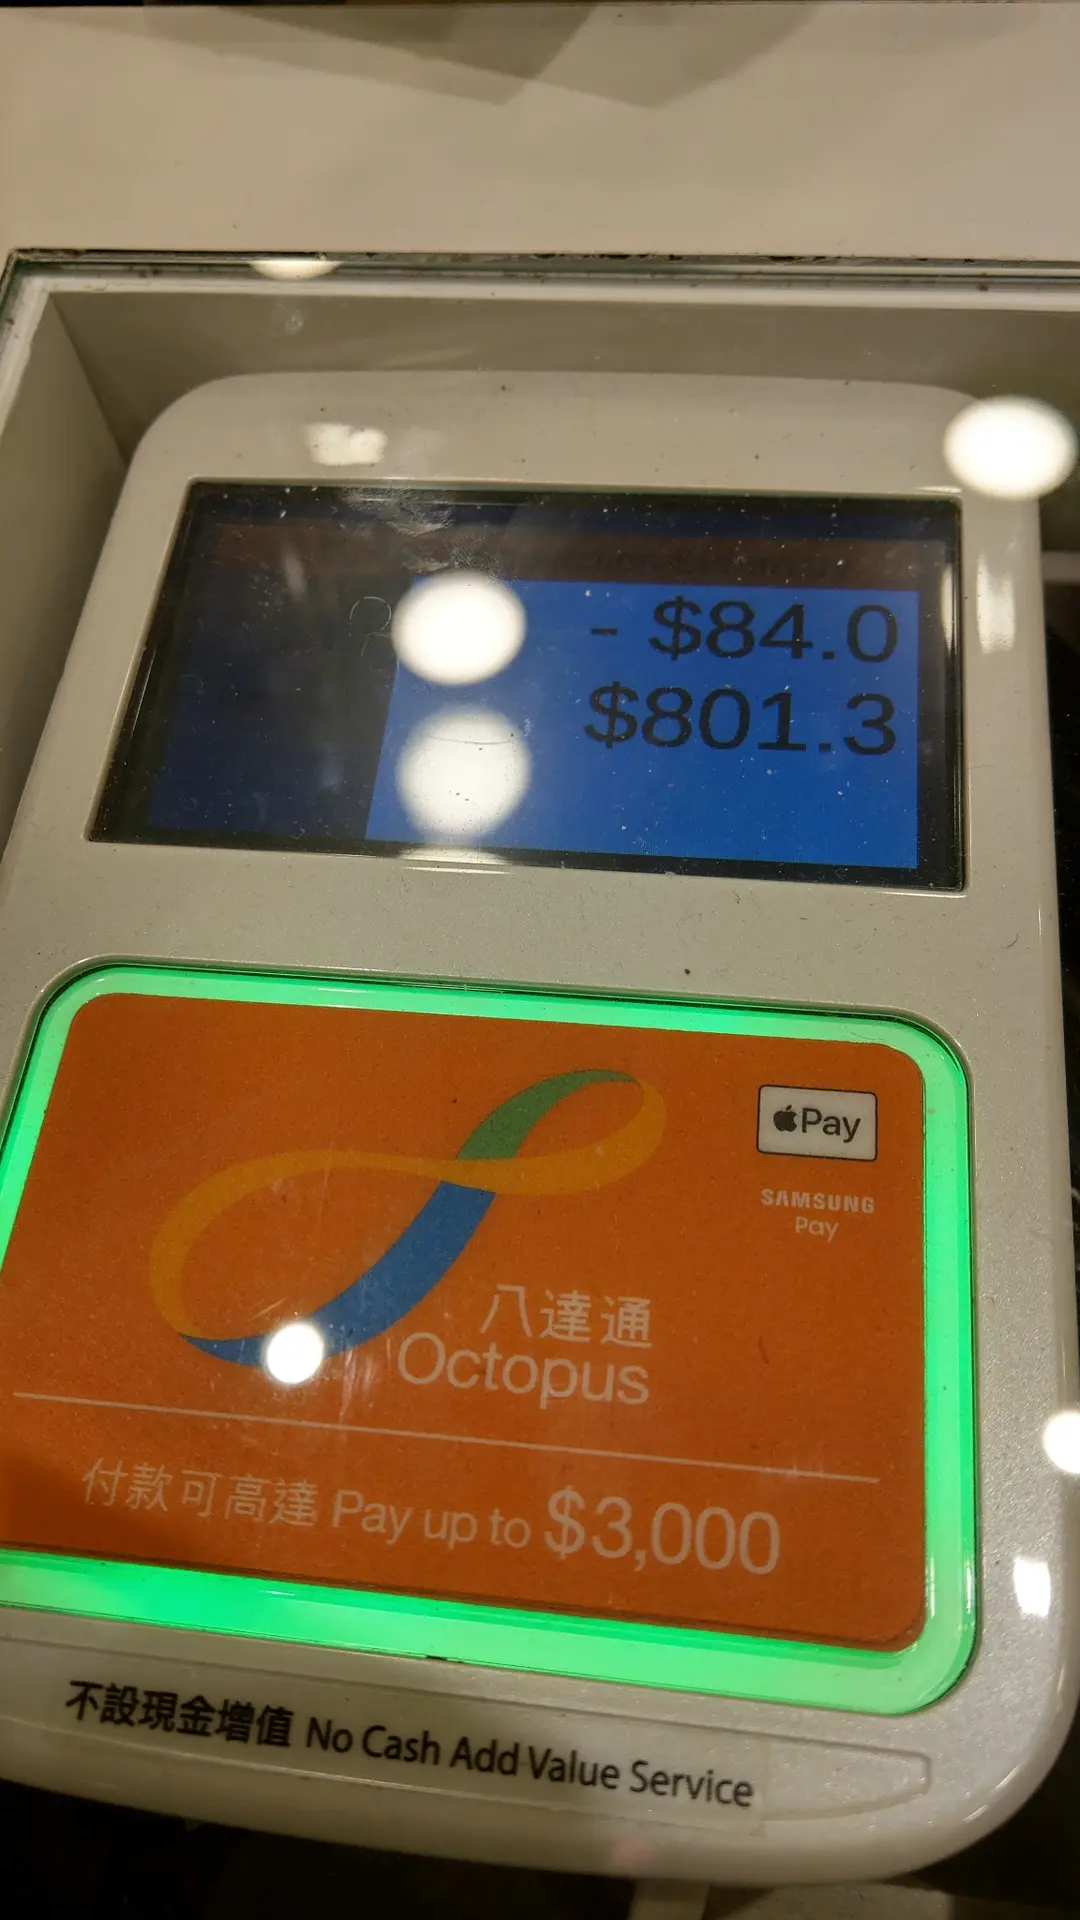 - $84.0
$801.3
Pay
SAMSUNG
Pay
八達通
Octopus
付款可高達 Pay up to $3,000
不設現金增值 No Cash Add Value Service